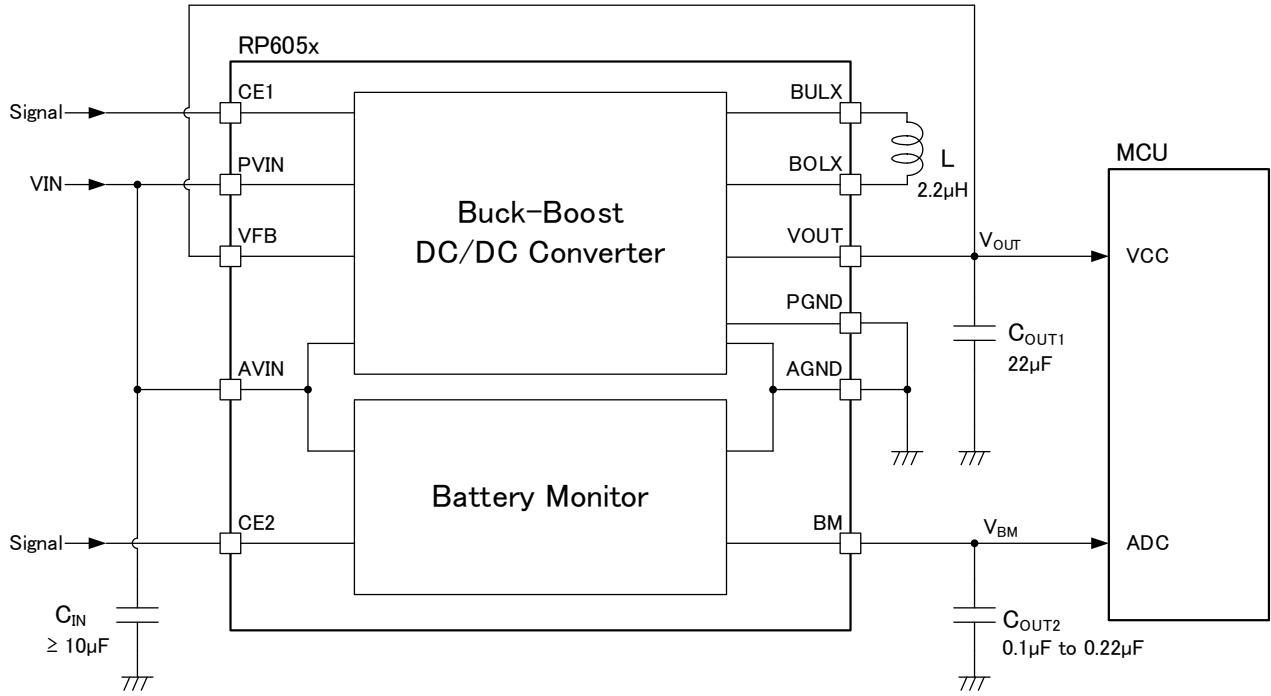 RP605x
Signal
CE1
BULX
MCU
VIN
PVIN
BOLX
L
2.2µH
Buck-Boost
DC/DC Converter
VFB
VOUT
VOUT
VCC
PGND
COUT1
22µF
AVIN
AGND
Battery Monitor
Signal
CE2
BM
VBM
ADC
CIN
≥ 10µF
COUT2
0.1µF to 0.22µF